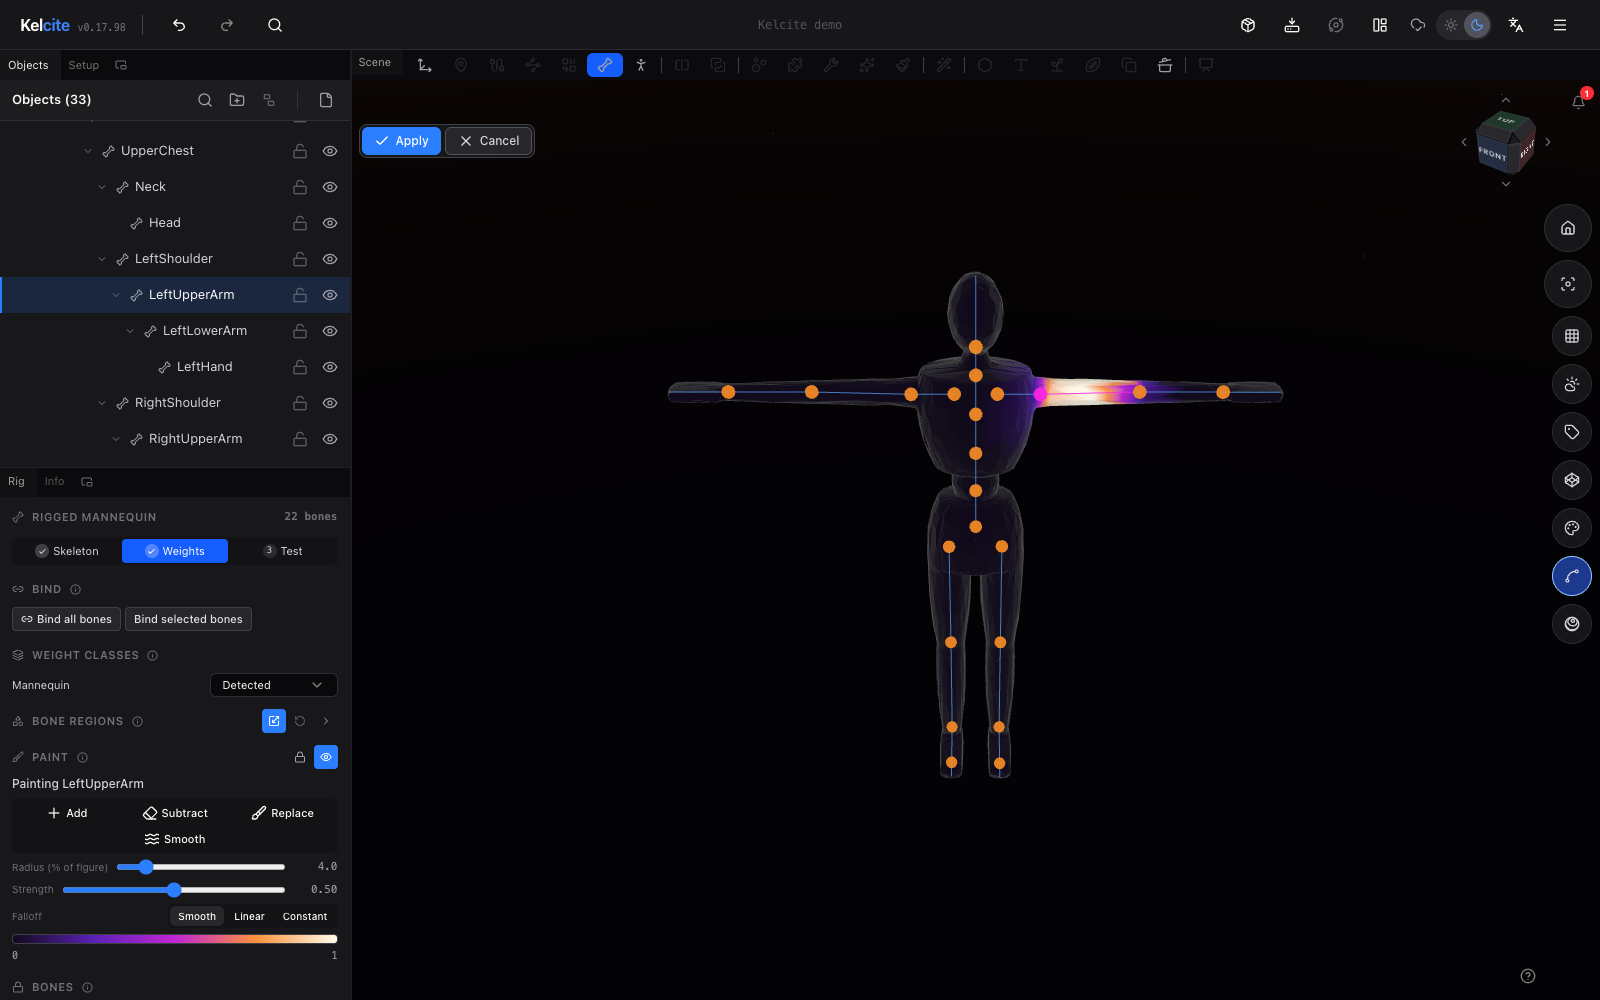 Kelcite v0.17.98
Kelcite demo
Objects Setup
Scene
Objects (33)
1
UpperChest
Neck
Head
LeftShoulder
LeftUpperArm
LeftLowerArm
LeftHand
RightShoulder
RightUpperArm
Apply Cancel
FRONT
Rig Info
RIGGED MANNEQUIN 22 bones
Skeleton Weights 3 Test
BIND
Bind all bones Bind selected bones
WEIGHT CLASSES
Mannequin Detected
BONE REGIONS
PAINT
Painting LeftUpperArm
Add Subtract Replace
Smooth
Radius (% of figure) 4.0
Strength 0.50
Falloff Smooth Linear Constant
0 1
BONES